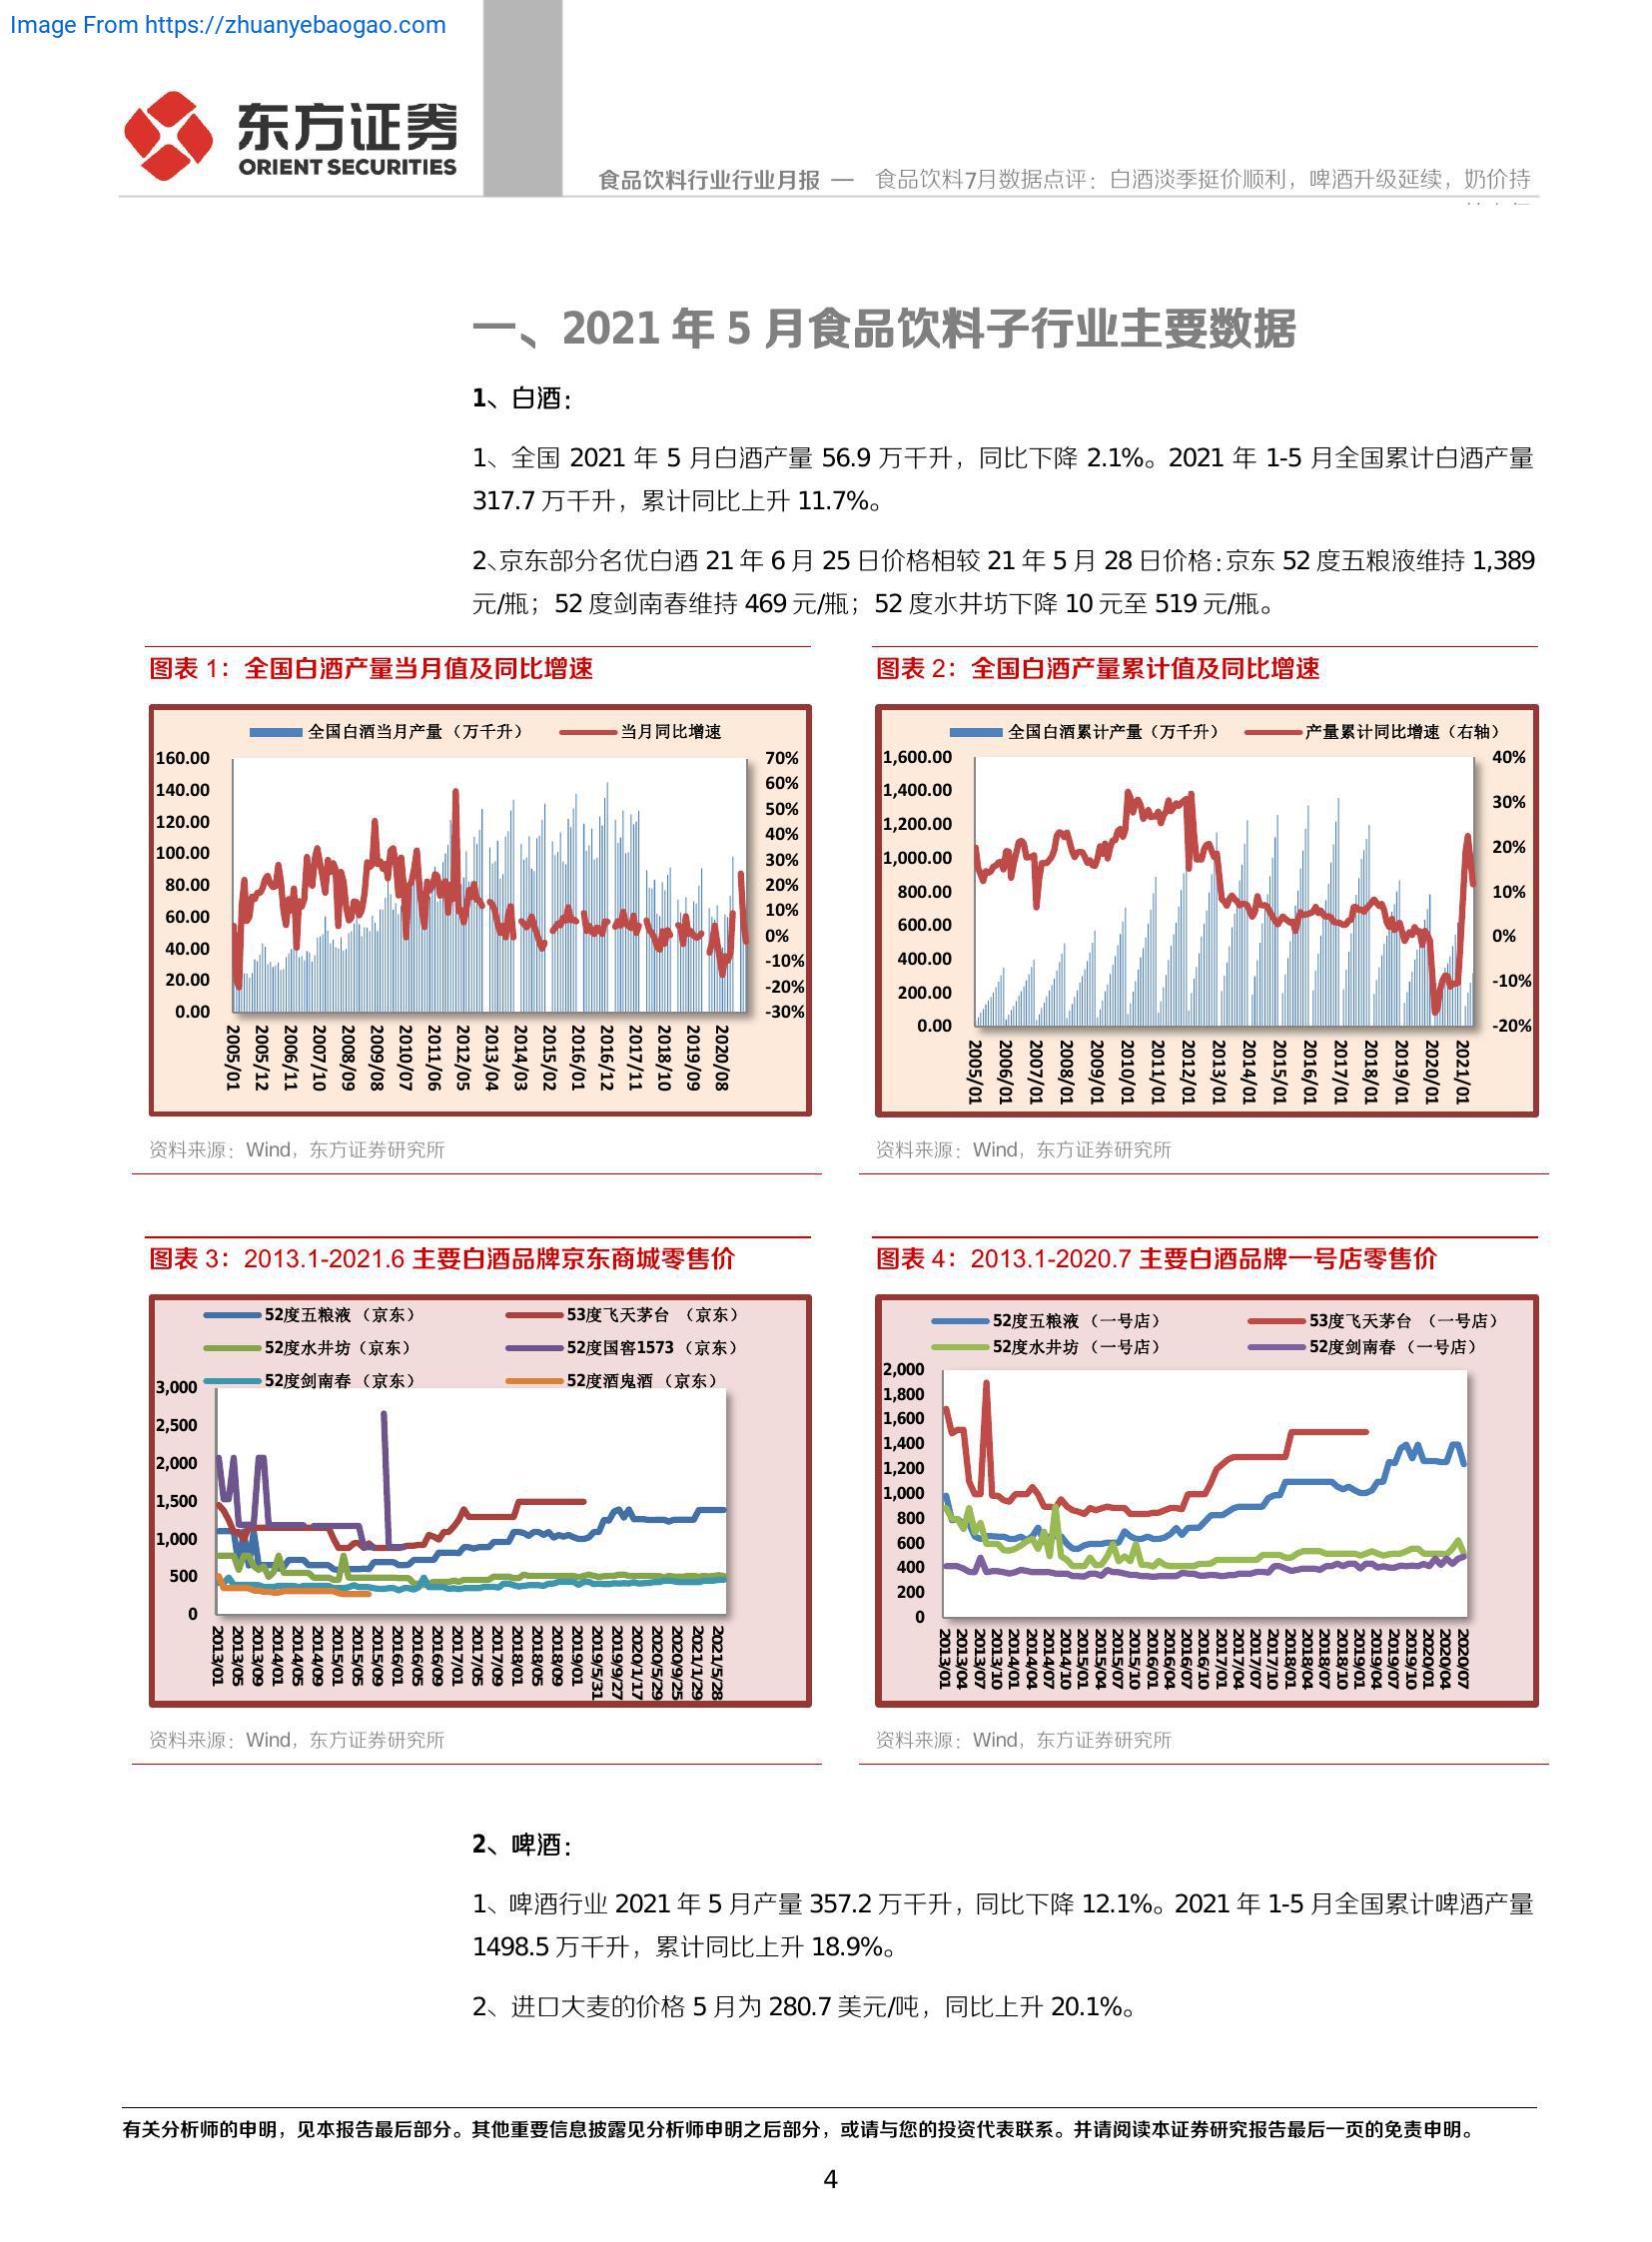 Image From https://zhuanyebaogao.com
东方证券
ORIENT SECURITIES
食品饮料行业行业月报 — 食品饮料7月数据点评：白酒淡季挺价顺利，啤酒升级延续，奶价持
一、2021 年 5 月食品饮料子行业主要数据
1、白酒：
1、全国 2021 年 5 月白酒产量 56.9 万千升，同比下降 2.1%。2021 年 1-5 月全国累计白酒产量
317.7 万千升，累计同比上升 11.7%。
2、京东部分名优白酒 21 年 6 月 25 日价格相较 21 年 5 月 28 日价格：京东 52 度五粮液维持 1,389
元/瓶；52 度剑南春维持 469 元/瓶；52 度水井坊下降 10 元至 519 元/瓶。
图表 1：全国白酒产量当月值及同比增速
全国白酒当月产量（万千升） 当月同比增速
160.00
140.00
120.00
100.00
80.00
60.00
40.00
20.00
0.00
70%
60%
50%
40%
30%
20%
10%
0%
-10%
-20%
-30%
2005/01 2005/12 2006/11 2007/10 2008/09 2009/08 2010/07 2011/06 2012/05 2013/04 2014/03 2015/02 2016/01 2016/12 2017/11 2018/10 2019/09 2020/08
资料来源：Wind，东方证券研究所
图表 2：全国白酒产量累计值及同比增速
全国白酒累计产量（万千升） 产量累计同比增速（右轴）
1,600.00
1,400.00
1,200.00
1,000.00
800.00
600.00
400.00
200.00
0.00
40%
30%
20%
10%
0%
-10%
-20%
2005/01 2006/01 2007/01 2008/01 2009/01 2010/01 2011/01 2012/01 2013/01 2014/01 2015/01 2016/01 2017/01 2018/01 2019/01 2020/01 2021/01
资料来源：Wind，东方证券研究所
图表 3：2013.1-2021.6 主要白酒品牌京东商城零售价
52度五粮液（京东） 53度飞天茅台 （京东）
52度水井坊（京东） 52度国窖1573（京东）
52度剑南春（京东） 52度酒鬼酒（京东）
3,000
2,500
2,000
1,500
1,000
500
0
2013/01 2013/05 2013/09 2014/01 2014/05 2014/09 2015/01 2015/05 2015/09 2016/01 2016/05 2016/09 2017/01 2017/05 2017/09 2018/01 2018/05 2018/09 2019/01 2019/5/31 2019/9/27 2020/1/17 2020/5/29 2020/9/25 2021/1/29 2021/5/28
资料来源：Wind，东方证券研究所
图表 4：2013.1-2020.7 主要白酒品牌一号店零售价
52度五粮液（一号店） 53度飞天茅台 （一号店）
52度水井坊（一号店） 52度剑南春（一号店）
2,000
1,800
1,600
1,400
1,200
1,000
800
600
400
200
0
2013/01 2013/04 2013/07 2013/10 2014/01 2014/04 2014/07 2014/10 2015/01 2015/04 2015/07 2015/10 2016/01 2016/04 2016/07 2016/10 2017/01 2017/04 2017/07 2017/10 2018/01 2018/04 2018/07 2018/10 2019/01 2019/04 2019/07 2019/10 2020/01 2020/04 2020/07
资料来源：Wind，东方证券研究所
2、啤酒：
1、啤酒行业 2021 年 5 月产量 357.2 万千升，同比下降 12.1%。2021 年 1-5 月全国累计啤酒产量
1498.5 万千升，累计同比上升 18.9%。
2、进口大麦的价格 5 月为 280.7 美元/吨，同比上升 20.1%。
有关分析师的申明，见本报告最后部分。其他重要信息披露见分析师申明之后部分，或请与您的投资代表联系。并请阅读本证券研究报告最后一页的免责申明。
4